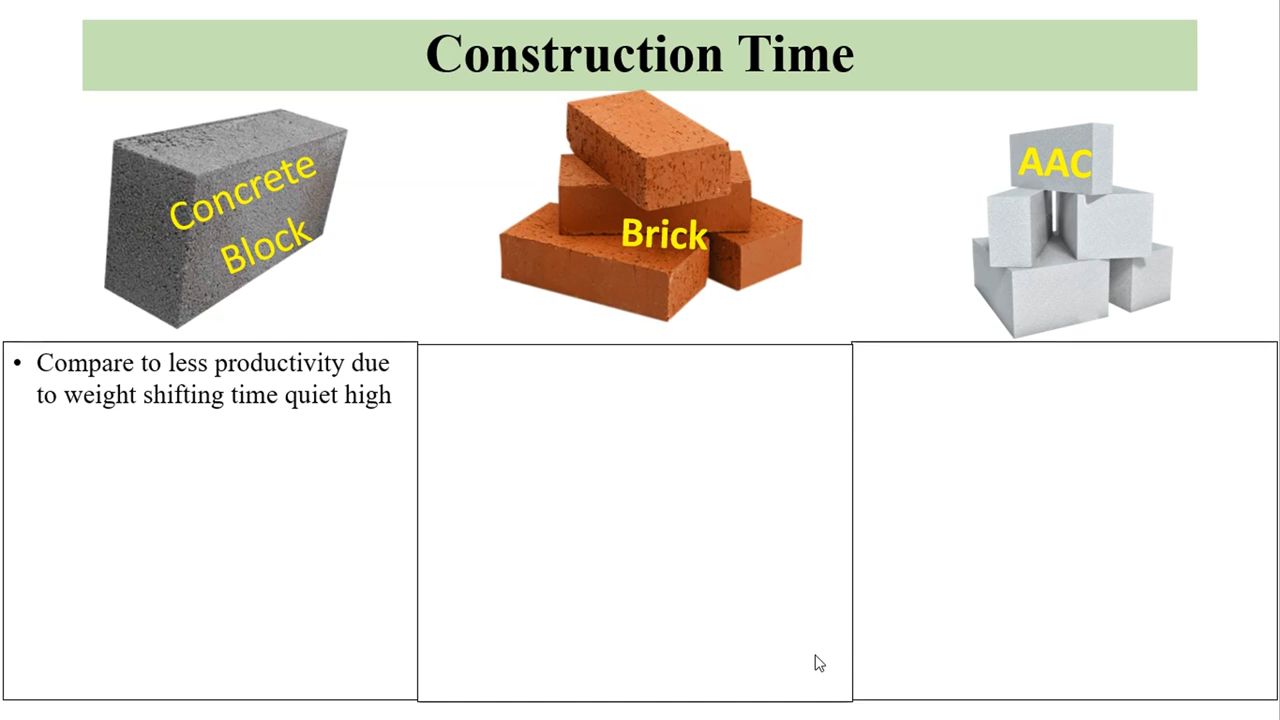 Construction Time
Concrete
Block
Brick
AAC
• Compare to less productivity due
to weight shifting time quiet high